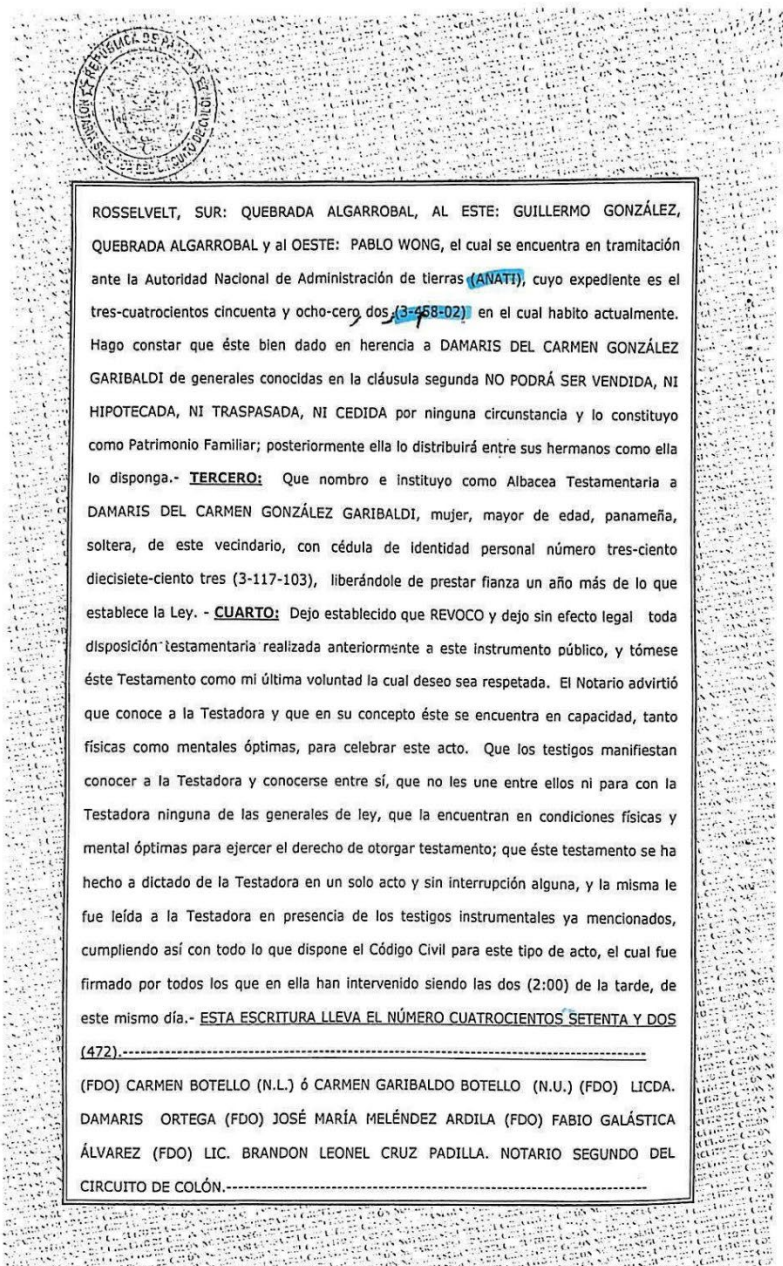 REPÚBLICA DE PANAMÁ
ROSSELVELT, SUR: QUEBRADA ALGARROBAL, AL ESTE: GUILLERMO GONZÁLEZ,
QUEBRADA ALGARROBAL y al OESTE: PABLO WONG, el cual se encuentra en tramitación
ante la Autoridad Nacional de Administración de tierras (ANATI), cuyo expediente es el
tres-cuatrocientos cincuenta y ocho-cero dos (3-458-02) en el cual habito actualmente.
Hago constar que éste bien dado en herencia a DAMARIS DEL CARMEN GONZÁLEZ
GARIBALDI de generales conocidas en la cláusula segunda NO PODRÁ SER VENDIDA, NI
HIPOTECADA, NI TRASPASADA, NI CEDIDA por ninguna circunstancia y lo constituyo
como Patrimonio Familiar; posteriormente ella lo distribuirá entre sus hermanos como ella
lo disponga.- TERCERO: Que nombro e instituyo como Albacea Testamentaria a
DAMARIS DEL CARMEN GONZÁLEZ GARIBALDI, mujer, mayor de edad, panameña,
soltera, de este vecindario, con cédula de identidad personal número tres-ciento
diecisiete-ciento tres (3-117-103), liberándole de prestar fianza un año más de lo que
establece la Ley. - CUARTO: Dejo establecido que REVOCO y dejo sin efecto legal toda
disposición testamentaria realizada anteriormente a este instrumento público, y tómese
éste Testamento como mi última voluntad la cual deseo sea respetada. El Notario advirtió
que conoce a la Testadora y que en su concepto éste se encuentra en capacidad, tanto
físicas como mentales óptimas, para celebrar este acto. Que los testigos manifiestan
conocer a la Testadora y conocerse entre sí, que no les une entre ellos ni para con la
Testadora ninguna de las generales de ley, que la encuentran en condiciones físicas y
mental óptimas para ejercer el derecho de otorgar testamento; que éste testamento se ha
hecho a dictado de la Testadora en un solo acto y sin interrupción alguna, y la misma le
fue leída a la Testadora en presencia de los testigos instrumentales ya mencionados,
cumpliendo así con todo lo que dispone el Código Civil para este tipo de acto, el cual fue
firmado por todos los que en ella han intervenido siendo las dos (2:00) de la tarde, de
este mismo día.- ESTA ESCRITURA LLEVA EL NÚMERO CUATROCIENTOS SETENTA Y DOS
(472).-----------------------------------------------------------------------------
(FDO) CARMEN BOTELLO (N.L.) ó CARMEN GARIBALDO BOTELLO (N.U.) (FDO) LICDA.
DAMARIS ORTEGA (FDO) JOSÉ MARÍA MELÉNDEZ ARDILA (FDO) FABIO GALÁSTICA
ÁLVAREZ (FDO) LIC. BRANDON LEONEL CRUZ PADILLA. NOTARIO SEGUNDO DEL
CIRCUITO DE COLÓN.--------------------------------------------------------------